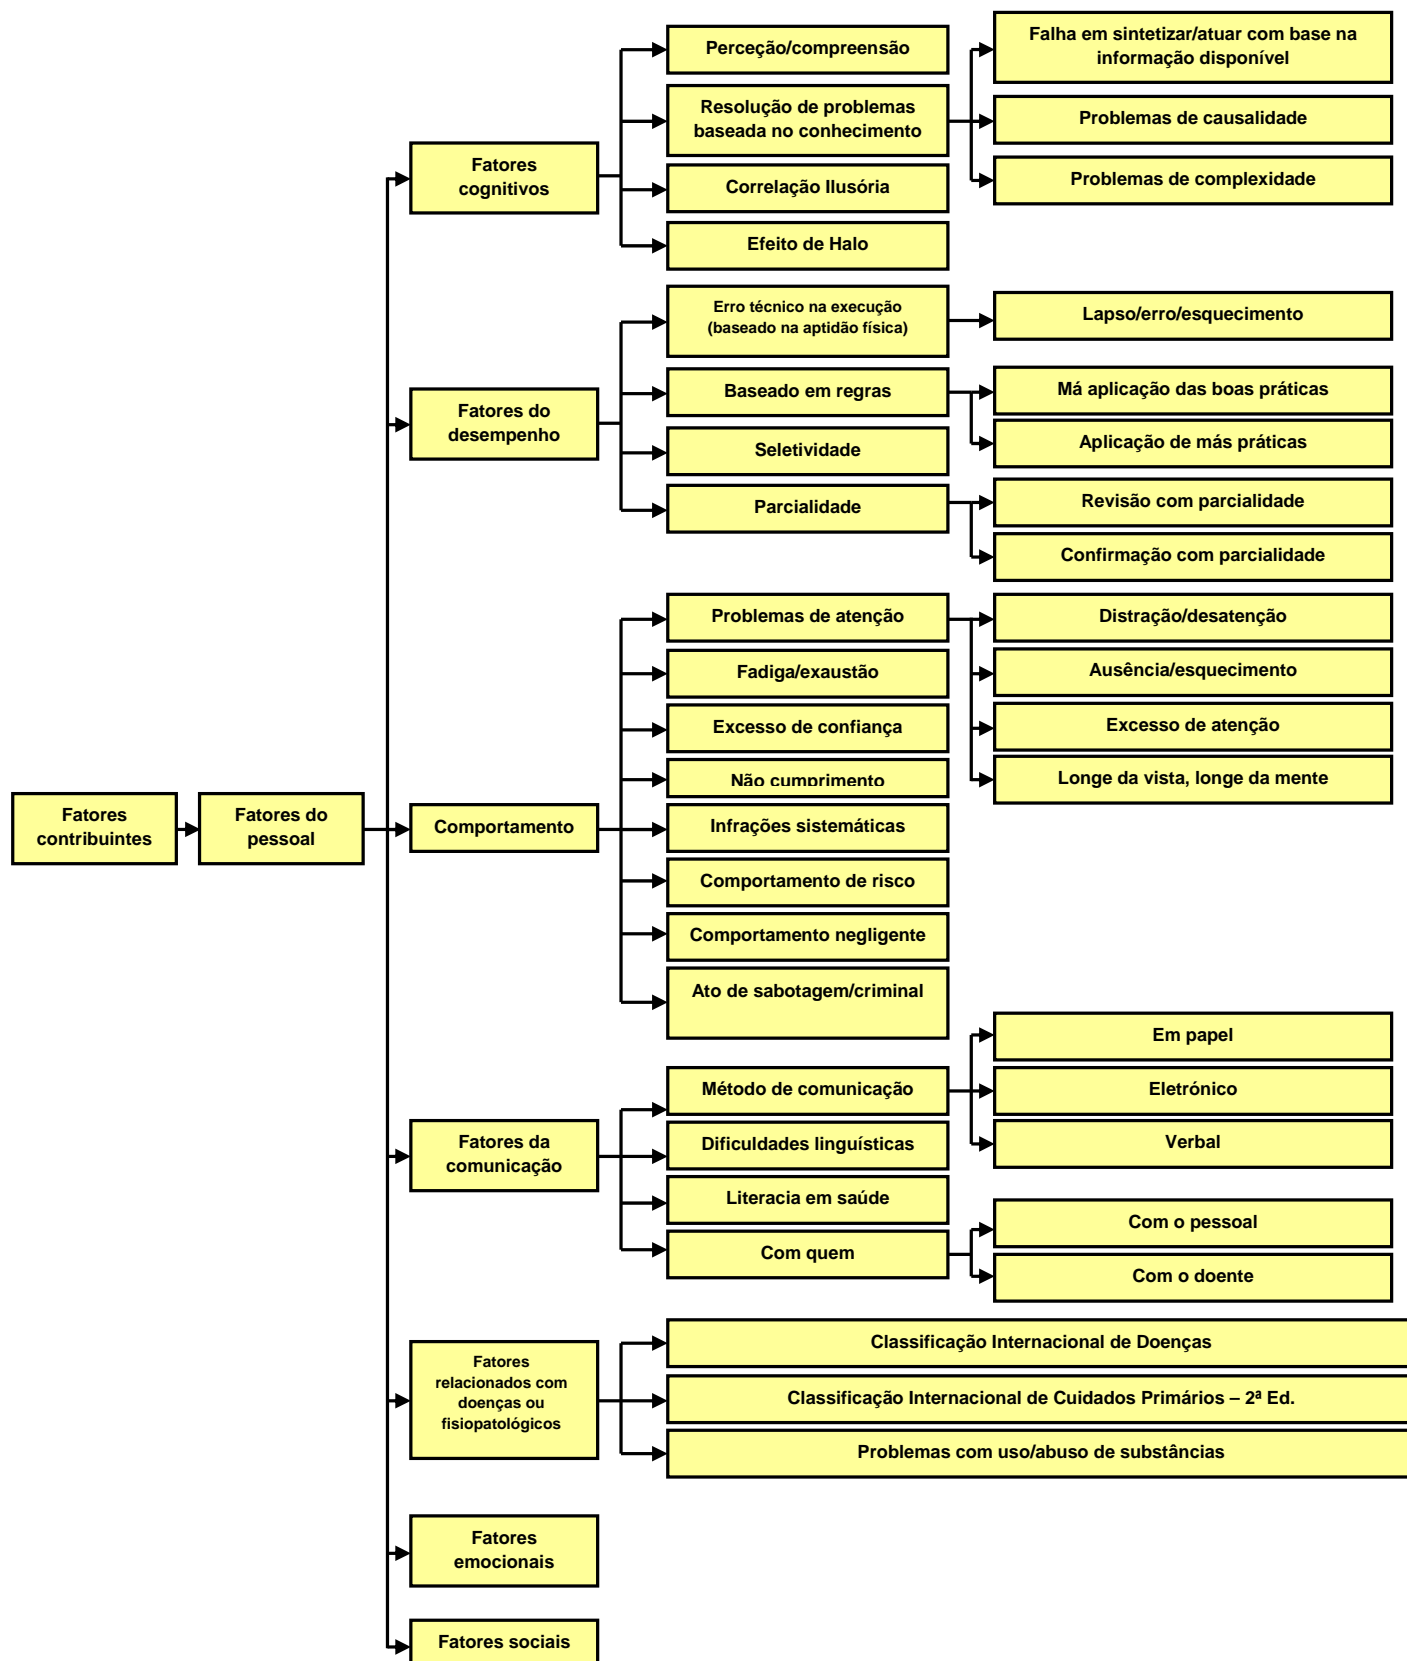 Fatores
contribuintes
Fatores do
pessoal
Fatores
cognitivos
Perceção/compreensão
Resolução de problemas
baseada no conhecimento
Falha em sintetizar/atuar com base na
informação disponível
Problemas de causalidade
Problemas de complexidade
Correlação Ilusória
Efeito de Halo
Fatores do
desempenho
Erro técnico na execução
(baseado na aptidão física)
Lapso/erro/esquecimento
Baseado em regras
Má aplicação das boas práticas
Aplicação de más práticas
Seletividade
Parcialidade
Revisão com parcialidade
Confirmação com parcialidade
Comportamento
Problemas de atenção
Distração/desatenção
Ausência/esquecimento
Excesso de atenção
Longe da vista, longe da mente
Fadiga/exaustão
Excesso de confiança
Não cumprimento
Infrações sistemáticas
Comportamento de risco
Comportamento negligente
Ato de sabotagem/criminal
Fatores da
comunicação
Método de comunicação
Em papel
Eletrónico
Verbal
Dificuldades linguísticas
Literacia em saúde
Com quem
Com o pessoal
Com o doente
Fatores
relacionados com
doenças ou
fisiopatológicos
Classificação Internacional de Doenças
Classificação Internacional de Cuidados Primários – 2ª Ed.
Problemas com uso/abuso de substâncias
Fatores
emocionais
Fatores sociais